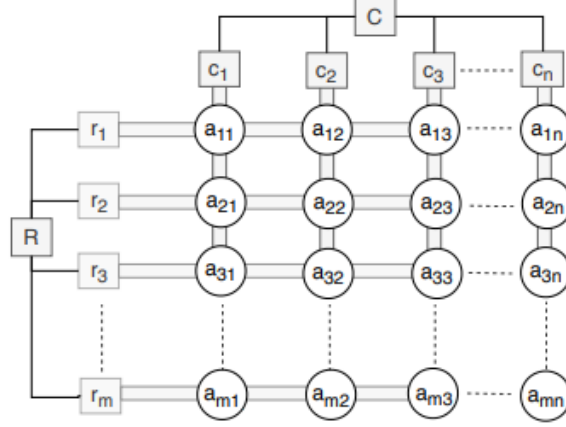 C
c1 c2 c3 cn
r1 a11 a12 a13 a1n
r2 a21 a22 a23 a2n
R
r3 a31 a32 a33 a3n
rm am1 am2 am3 amn